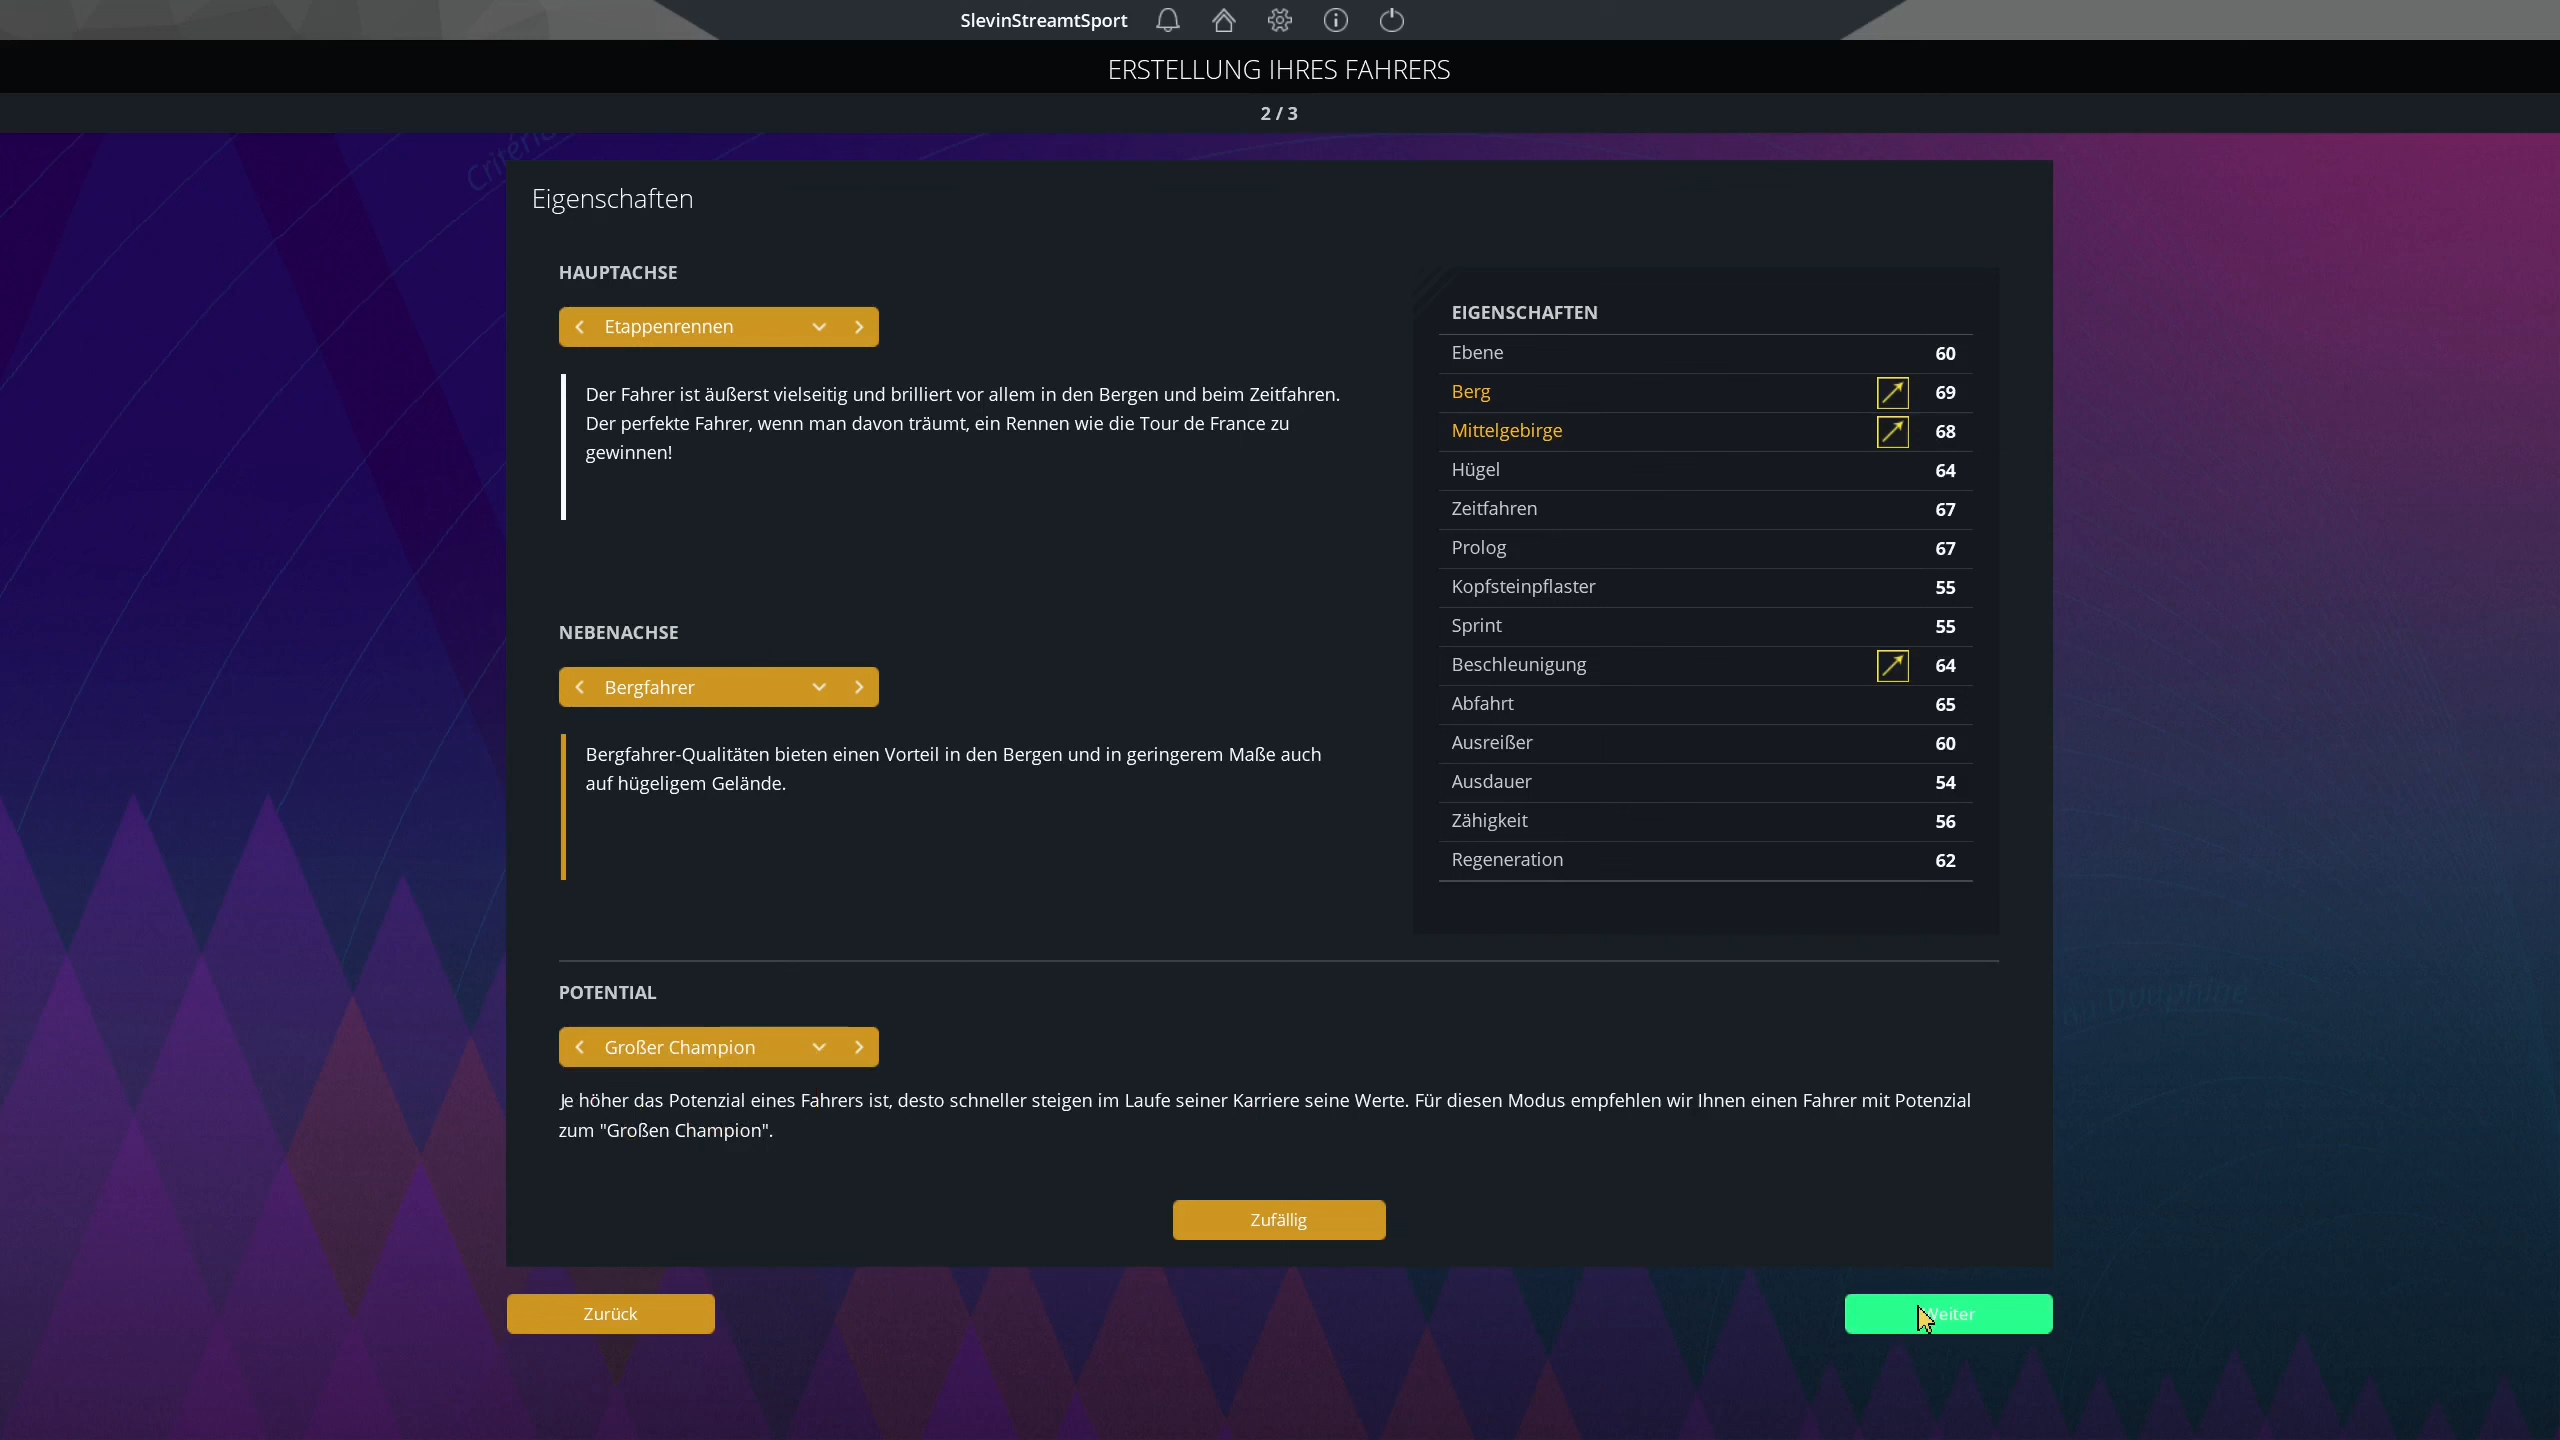 SlevinStreamtSport
ERSTELLUNG IHRES FAHRERS
2 / 3
Eigenschaften
HAUPTACHSE
Etappenrennen
Der Fahrer ist äußerst vielseitig und brilliert vor allem in den Bergen und beim Zeitfahren.
Der perfekte Fahrer, wenn man davon träumt, ein Rennen wie die Tour de France zu
gewinnen!
NEBENACHSE
Bergfahrer
Bergfahrer-Qualitäten bieten einen Vorteil in den Bergen und in geringerem Maße auch
auf hügeligem Gelände.
EIGENSCHAFTEN
Ebene 60
Berg 69
Mittelgebirge 68
Hügel 64
Zeitfahren 67
Prolog 67
Kopfsteinpflaster 55
Sprint 55
Beschleunigung 64
Abfahrt 65
Ausreißer 60
Ausdauer 54
Zähigkeit 56
Regeneration 62
POTENTIAL
Großer Champion
Je höher das Potenzial eines Fahrers ist, desto schneller steigen im Laufe seiner Karriere seine Werte. Für diesen Modus empfehlen wir Ihnen einen Fahrer mit Potenzial
zum "Großen Champion".
Zufällig
Zurück
Weiter